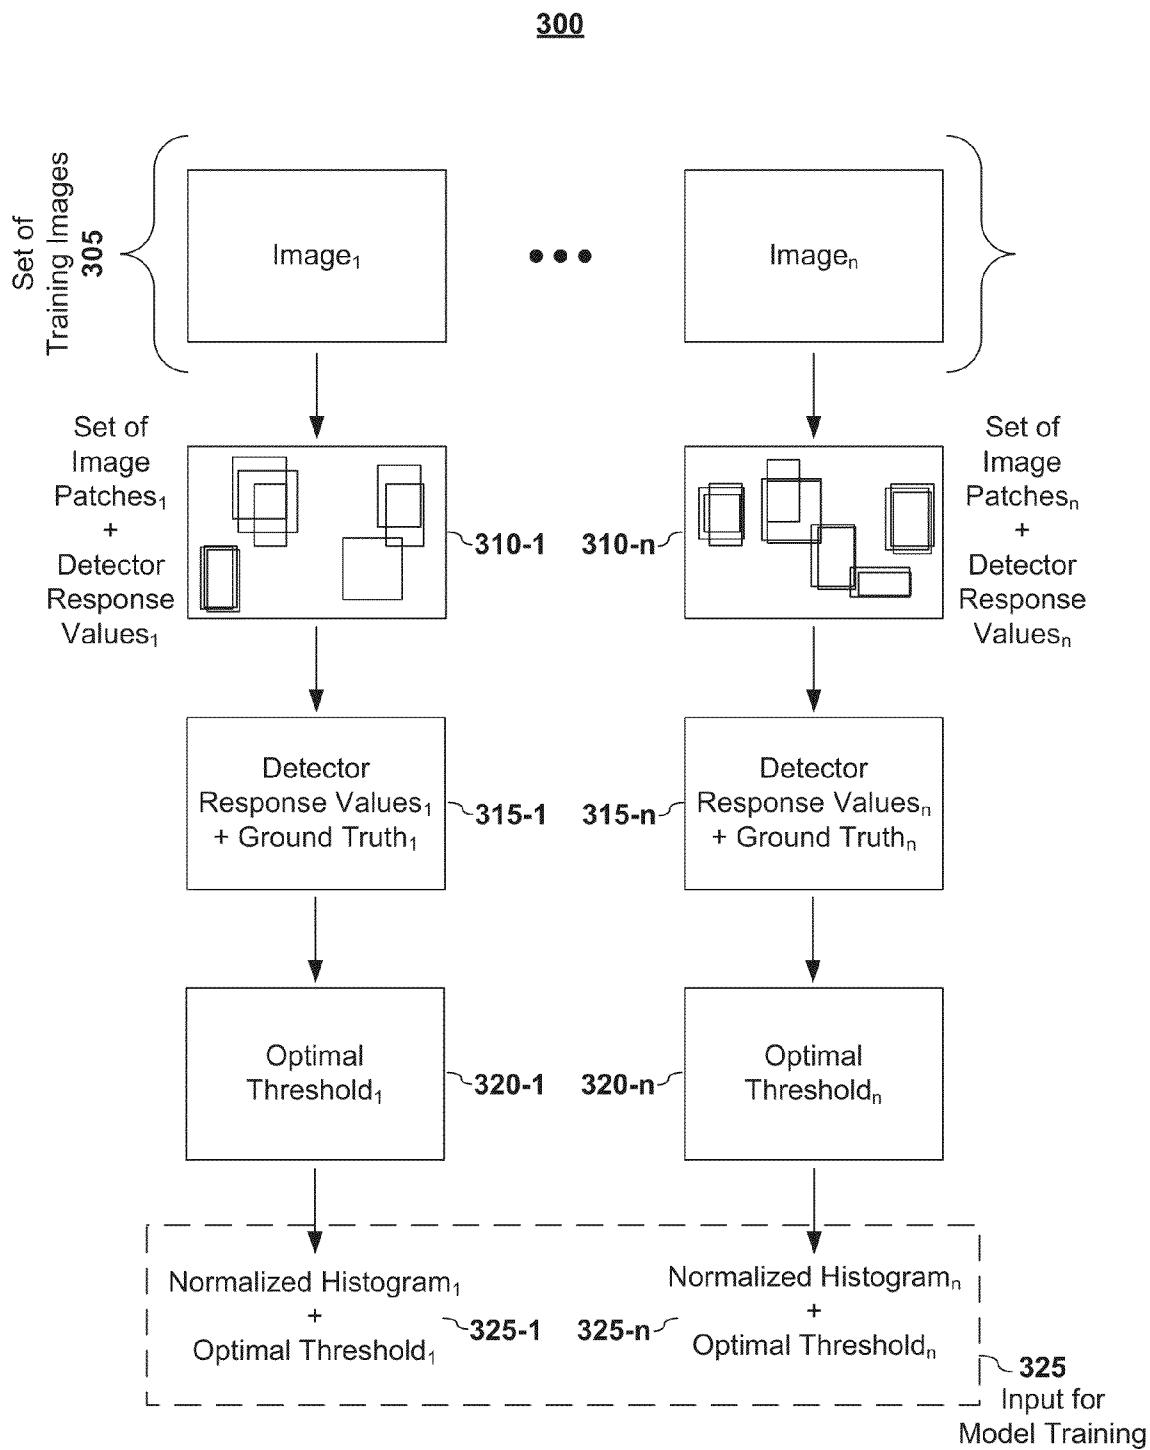 300
Set of
Training Images
305
Image₁
Imageₙ
Set of
Image
Patches₁
+
Detector
Response
Values₁
310-1
310-n
Set of
Image
Patchesₙ
+
Detector
Response
Valuesₙ
Detector
Response Values₁
+ Ground Truth₁
315-1
315-n
Detector
Response Valuesₙ
+ Ground Truthₙ
Optimal
Threshold₁
320-1
320-n
Optimal
Thresholdₙ
Normalized Histogram₁
+
Optimal Threshold₁
325-1
325-n
Normalized Histogramₙ
+
Optimal Thresholdₙ
325
Input for
Model Training